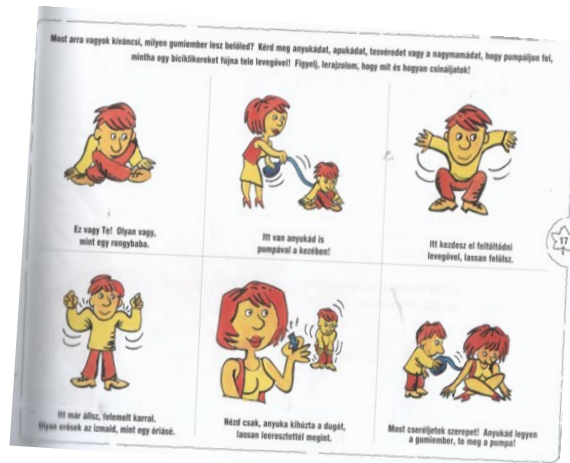 Most arra vagyok kíváncsi, milyen gumiember lesz belőled? Kérd meg anyukádat, apukádat, tesvéredet vagy a nagymamádat, hogy pumpáljon fel,
mintha egy biciklikereket fújna tele levegővel! Figyelj, lerajzolom, hogy mit és hogyan csináljatok!
Ez vagy Te! Olyan vagy,
mint egy rongybaba.
Itt van anyukád is
pumpával a kezében!
Itt kezdesz el feltöltődni
levegővel, lassan felülsz.
17
Itt már állsz, felemelt karral.
Olyan erősek az izmaid, mint egy óriásé.
Nézd csak, anyuka kihúzta a dugót,
lassan leeresztettél megint.
Most cseréljetek szerepet! Anyukád legyen
a gumiember, te meg a pumpa!